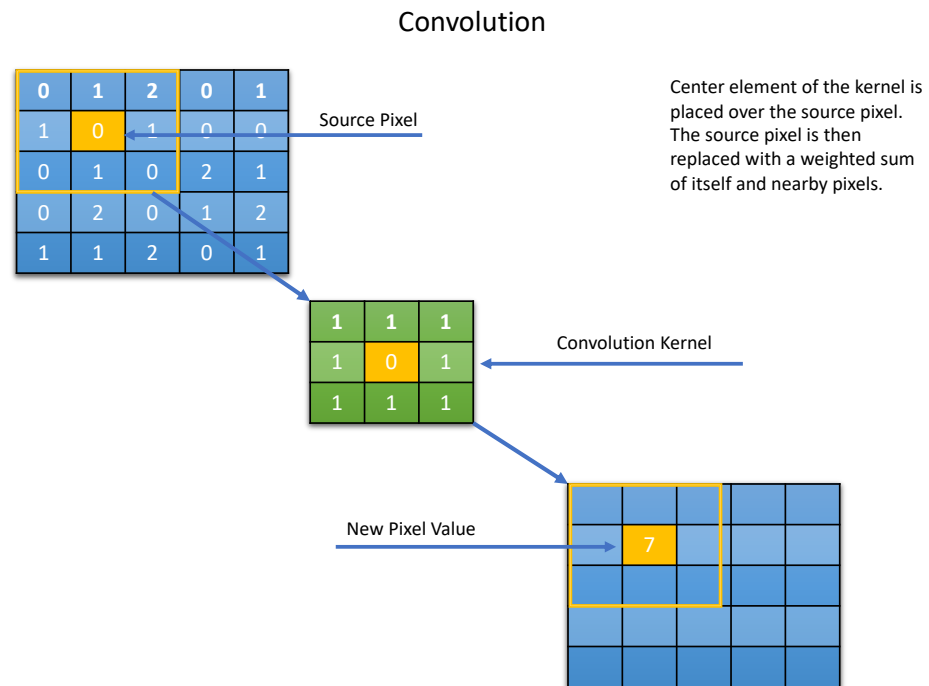 Convolution
0 1 2 0 1
1 0 1 0 0
0 1 0 2 1
0 2 0 1 2
1 1 2 0 1
Source Pixel
Center element of the kernel is
placed over the source pixel.
The source pixel is then
replaced with a weighted sum
of itself and nearby pixels.
1 1 1
1 0 1
1 1 1
Convolution Kernel
New Pixel Value
7